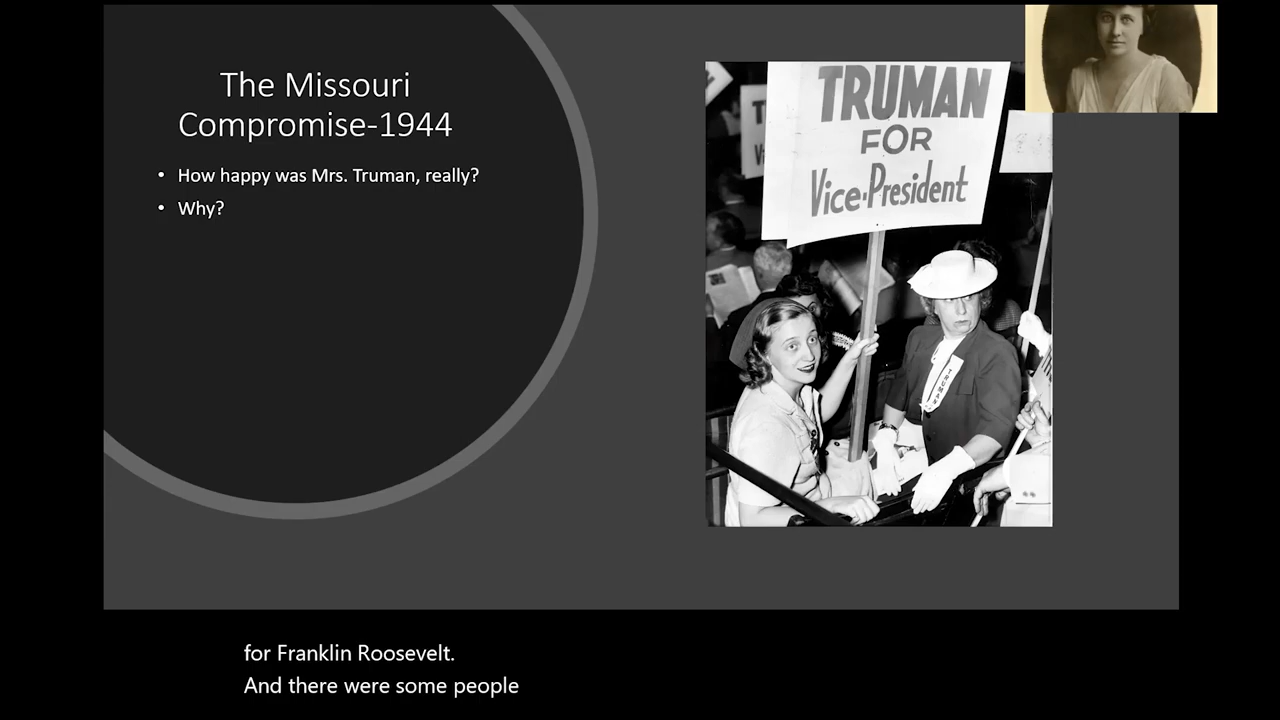 The Missouri
Compromise-1944
• How happy was Mrs. Truman, really?
• Why?
TRUMAN
FOR
Vice-President
TRUMAN
for Franklin Roosevelt.
And there were some people